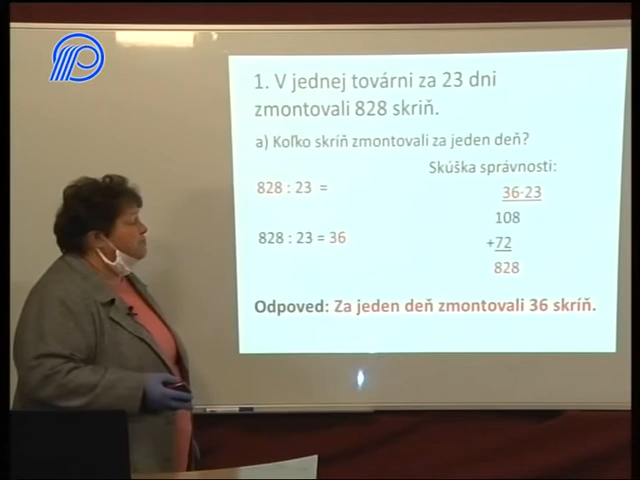 1. V jednej továrni za 23 dni
zmontovali 828 skriň.
a) Koľko skríň zmontovali za jeden deň?
Skúška správnosti:
828 : 23 =
36·23
108
+72
828
828 : 23 = 36
Odpoveď: Za jeden deň zmontovali 36 skríň.